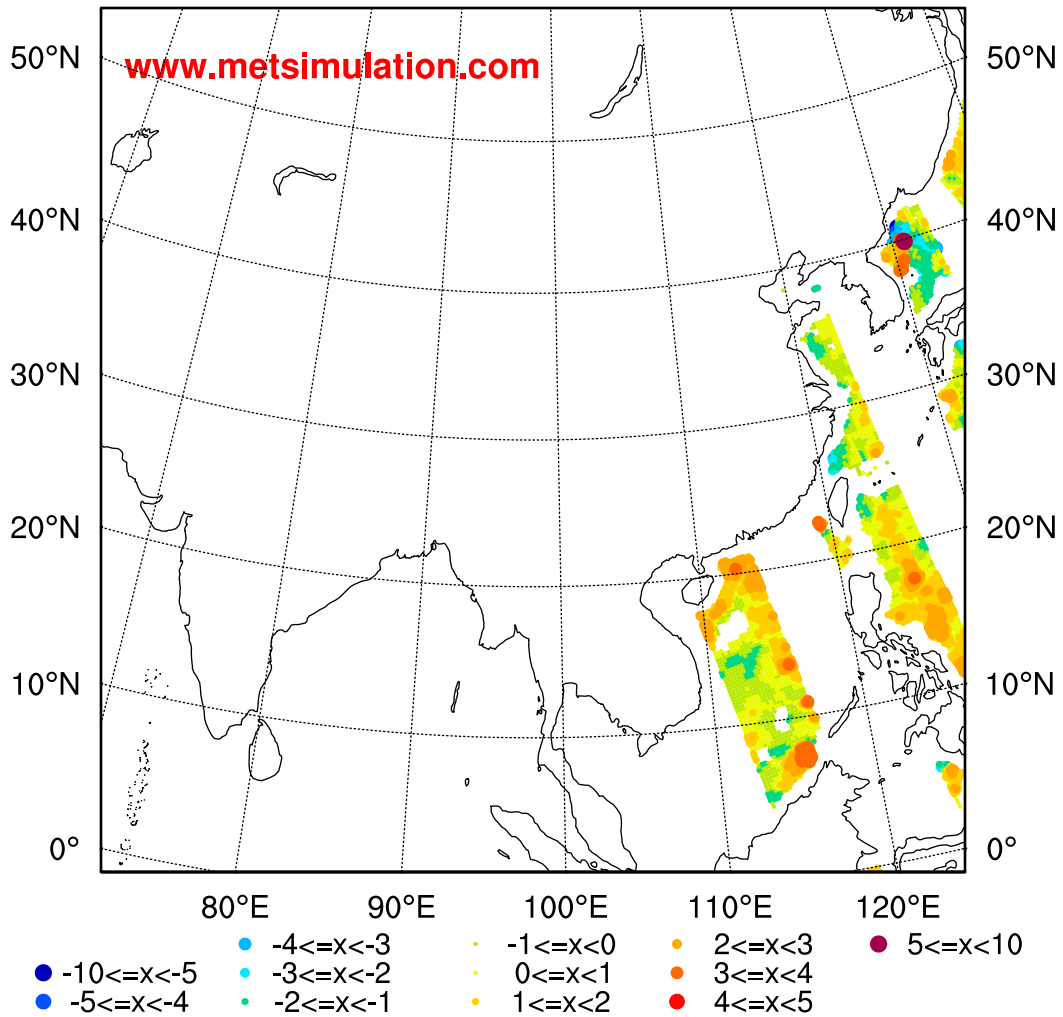 www.metsimulation.com
50°N 50°N
40°N 40°N
30°N 30°N
20°N 20°N
10°N 10°N
0° 0°
80°E 90°E 100°E 110°E 120°E
-4<=x<-3 -1<=x<0 2<=x<3 5<=x<10
-10<=x<-5 -3<=x<-2 0<=x<1 3<=x<4
-5<=x<-4 -2<=x<-1 1<=x<2 4<=x<5